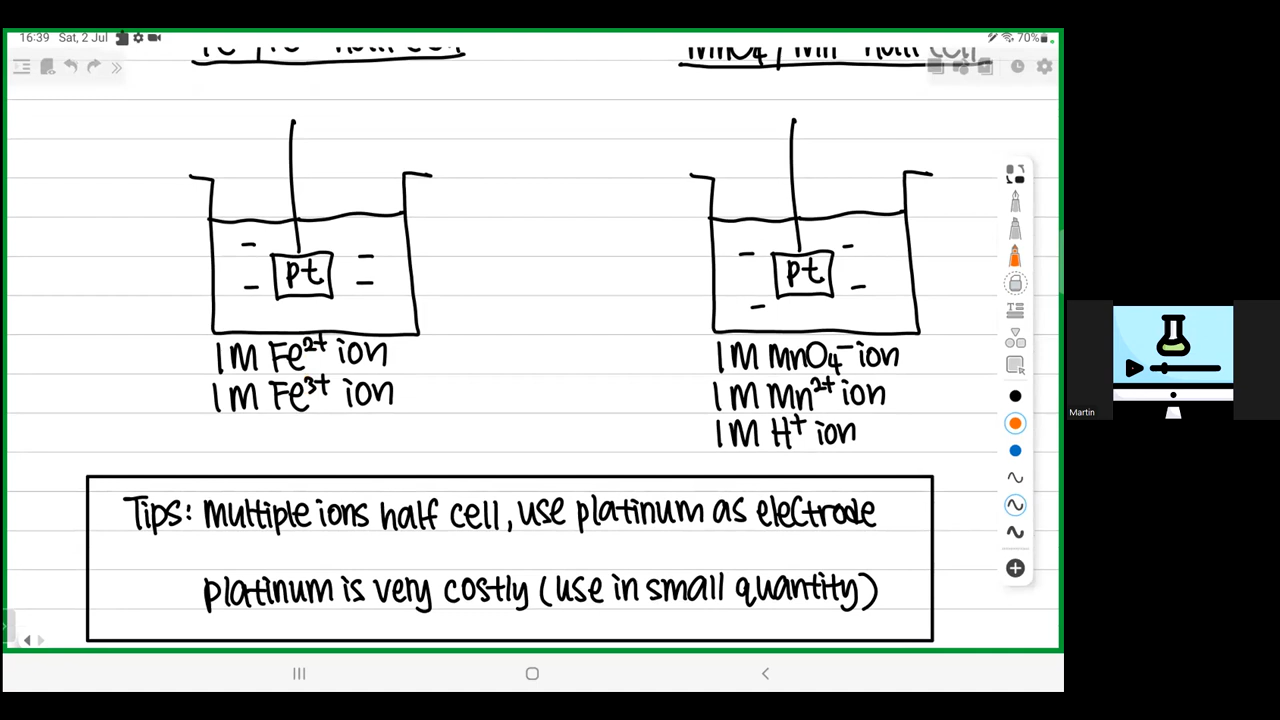 16:39 Sat, 2 Jul
70%
pt
pt
1M Fe²⁺ ion
1M Fe³⁺ ion
1M MnO₄⁻ ion
1M Mn²⁺ ion
1M H⁺ ion
Tips: multiple ions half cell, use platinum as electrode
platinum is very costly (use in small quantity)
Martin